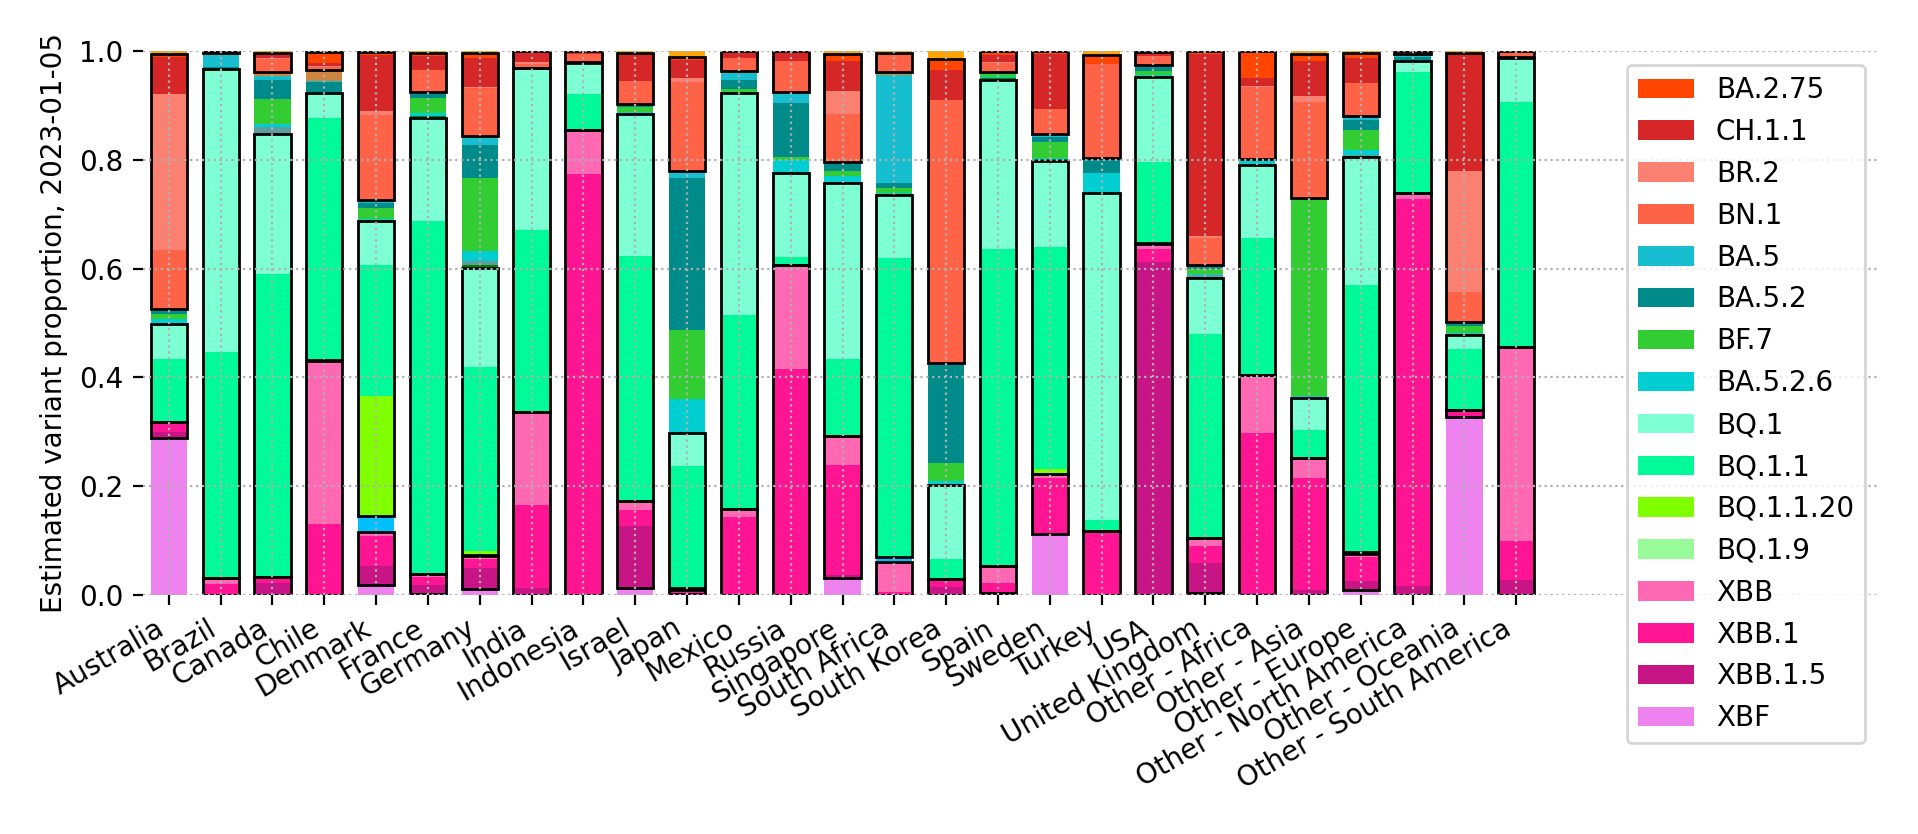 Estimated variant proportion, 2023-01-05
1.0
0.8
0.6
0.4
0.2
0.0
Australia
Brazil
Canada
Chile
Denmark
France
Germany
India
Indonesia
Israel
Japan
Mexico
Russia
Singapore
South Africa
South Korea
Spain
Sweden
Turkey
USA
United Kingdom
Other - Africa
Other - Asia
Other - Europe
Other - North America
Other - Oceania
Other - South America
BA.2.75
CH.1.1
BR.2
BN.1
BA.5
BA.5.2
BF.7
BA.5.2.6
BQ.1
BQ.1.1
BQ.1.1.20
BQ.1.9
XBB
XBB.1
XBB.1.5
XBF